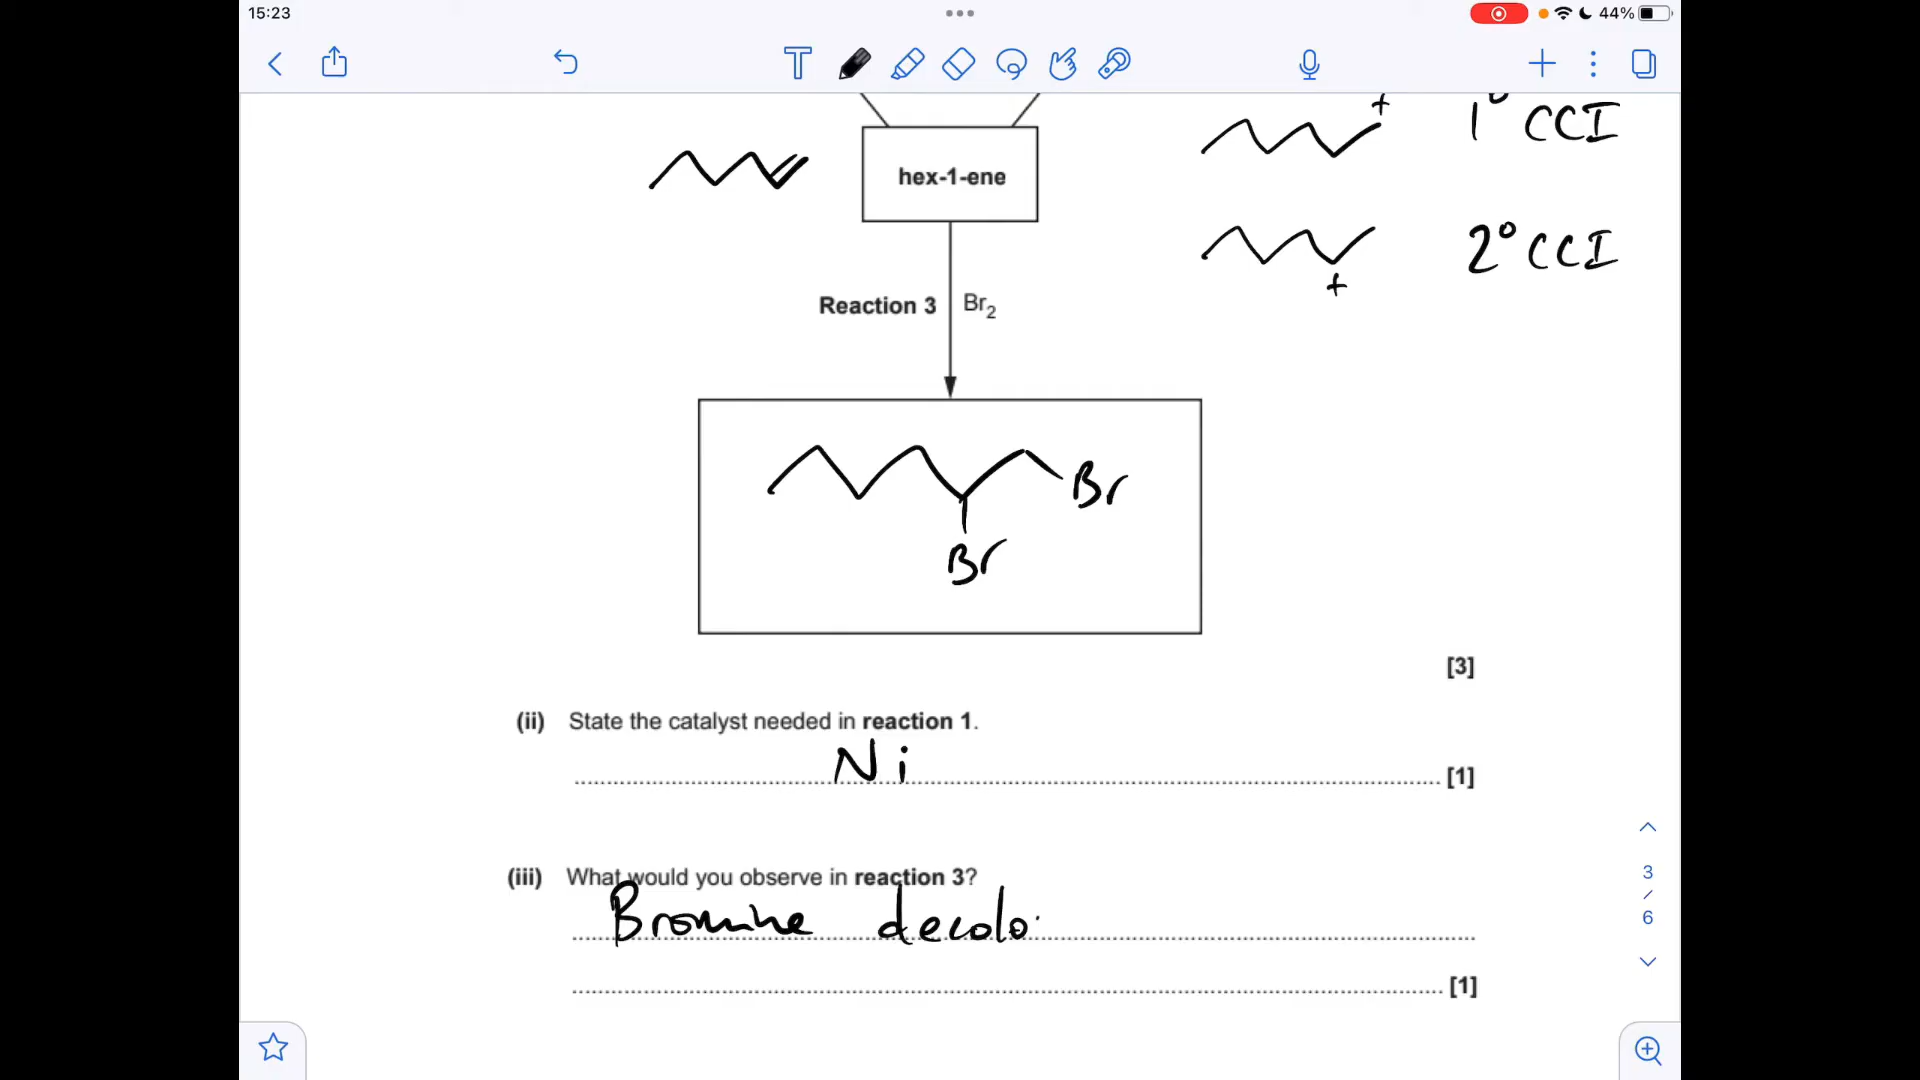 15:23
44%
T
+
1° CCI
hex-1-ene
2° CCI
+
Reaction 3 Br2
Br
Br
[3]
(ii) State the catalyst needed in reaction 1.
Ni
[1]
(iii) What would you observe in reaction 3?
Bromine decolo
[1]
3
/
6